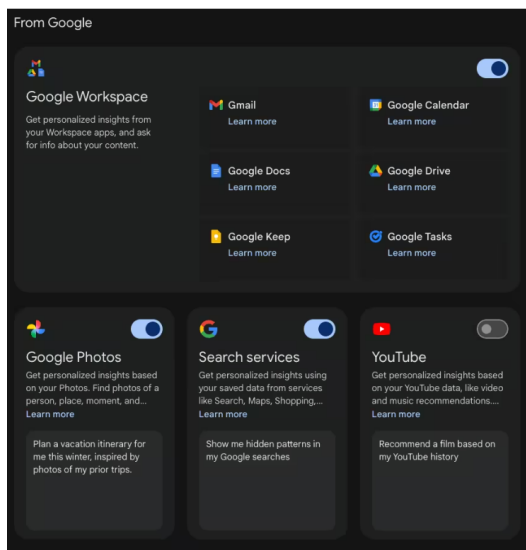 From Google
Google Workspace
Get personalized insights from
your Workspace apps, and ask
for info about your content.
Gmail
Learn more
Google Calendar
Learn more
Google Docs
Learn more
Google Drive
Learn more
Google Keep
Learn more
Google Tasks
Learn more
Google Photos
Get personalized insights based
on your Photos. Find photos of a
person, place, moment, and...
Learn more
Plan a vacation itinerary for
me this winter, inspired by
photos of my prior trips.
Search services
Get personalized insights using
your saved data from services
like Search, Maps, Shopping,...
Learn more
Show me hidden patterns in
my Google searches
YouTube
Get personalized insights based
on your YouTube data, like video
and music recommendations....
Learn more
Recommend a film based on
my YouTube history